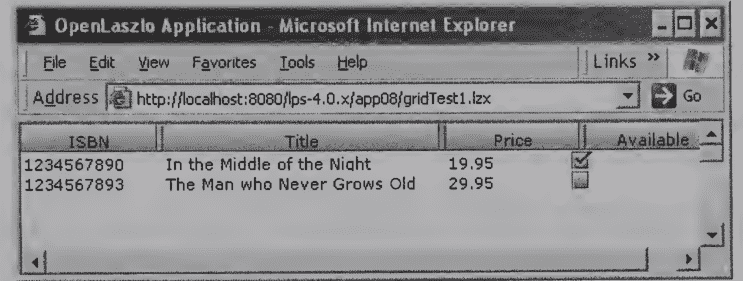 OpenLaszlo Application - Microsoft Internet Explorer
File Edit View Favorites Tools Help Links »
Address http://localhost:8080/lps-4.0.x/app08/gridTest1.lzx Go
ISBN Title Price Available
1234567890 In the Middle of the Night 19.95
1234567893 The Man who Never Grows Old 29.95